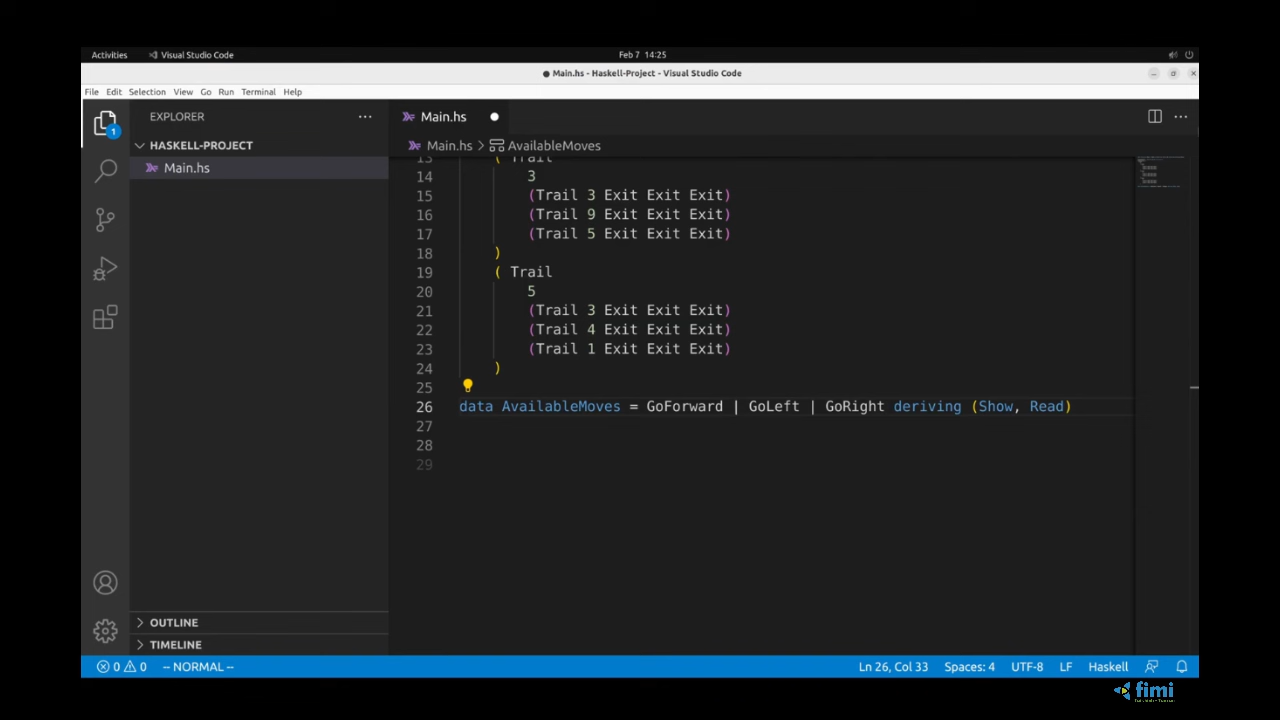 Activities
Visual Studio Code
Feb 7 14:25
● Main.hs - Haskell-Project - Visual Studio Code
File Edit Selection View Go Run Terminal Help
EXPLORER
HASKELL-PROJECT
Main.hs
1
OUTLINE
TIMELINE
Main.hs
Main.hs > AvailableMoves
13 ( Trail
14 3
15 (Trail 3 Exit Exit Exit)
16 (Trail 9 Exit Exit Exit)
17 (Trail 5 Exit Exit Exit)
18 )
19 ( Trail
20 5
21 (Trail 3 Exit Exit Exit)
22 (Trail 4 Exit Exit Exit)
23 (Trail 1 Exit Exit Exit)
24 )
25
26 data AvailableMoves = GoForward | GoLeft | GoRight deriving (Show, Read)
27
28
29
0 0 -- NORMAL -- Ln 26, Col 33 Spaces: 4 UTF-8 LF Haskell
fimi